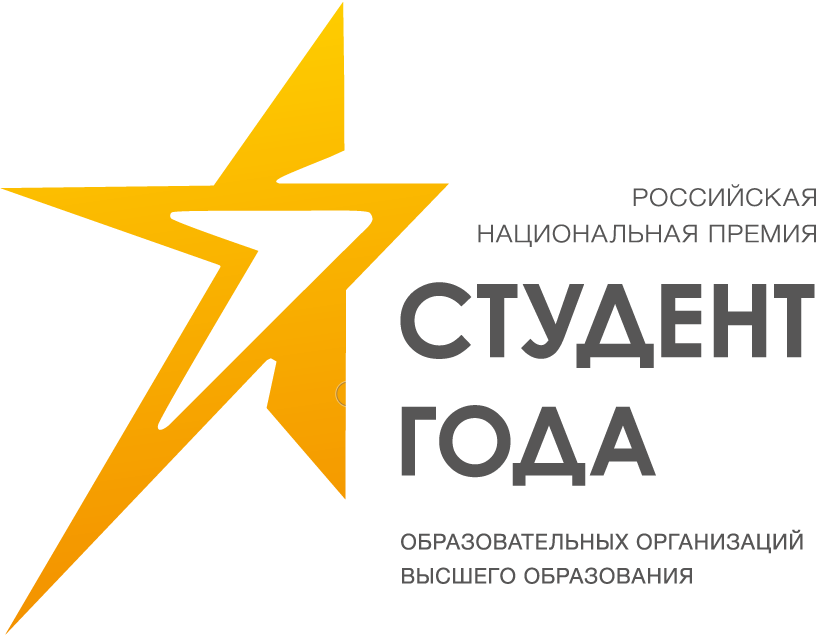 РОССИЙСКАЯ
НАЦИОНАЛЬНАЯ ПРЕМИЯ
СТУДЕНТ
ГОДА
ОБРАЗОВАТЕЛЬНЫХ ОРГАНИЗАЦИЙ
ВЫСШЕГО ОБРАЗОВАНИЯ